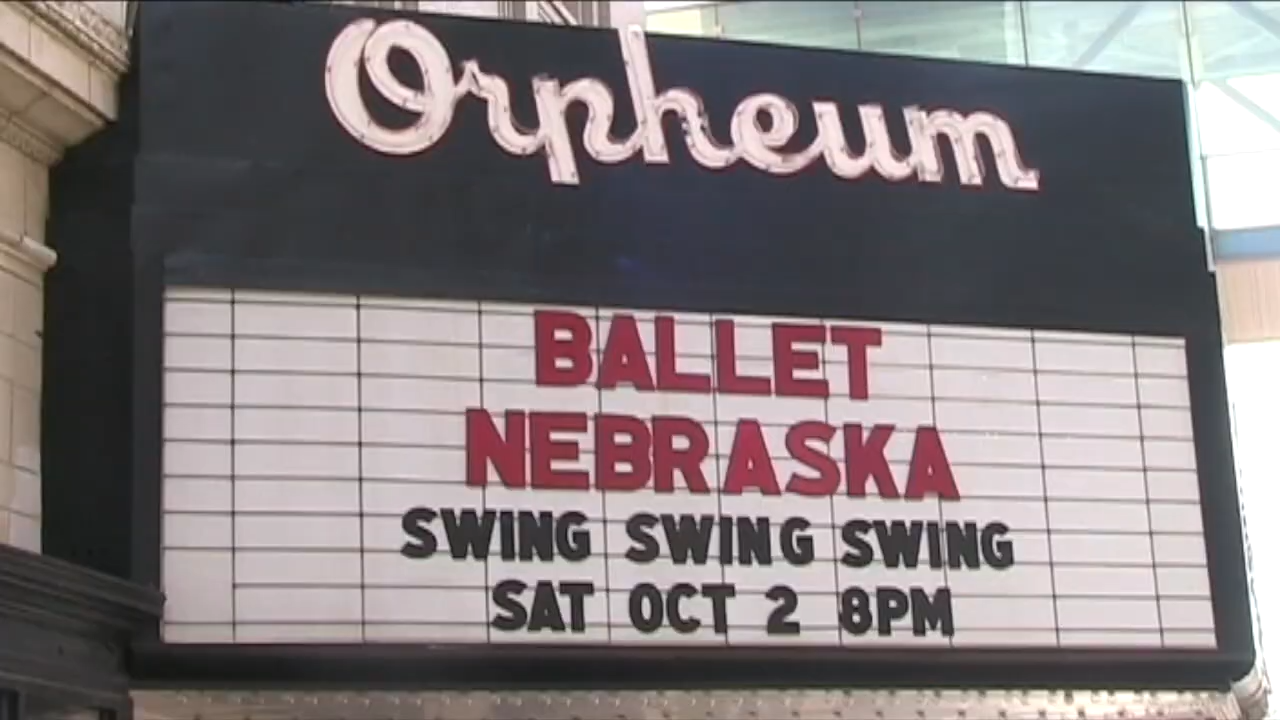 Orpheum
BALLET
NEBRASKA
SWING SWING SWING
SAT OCT 2 8PM